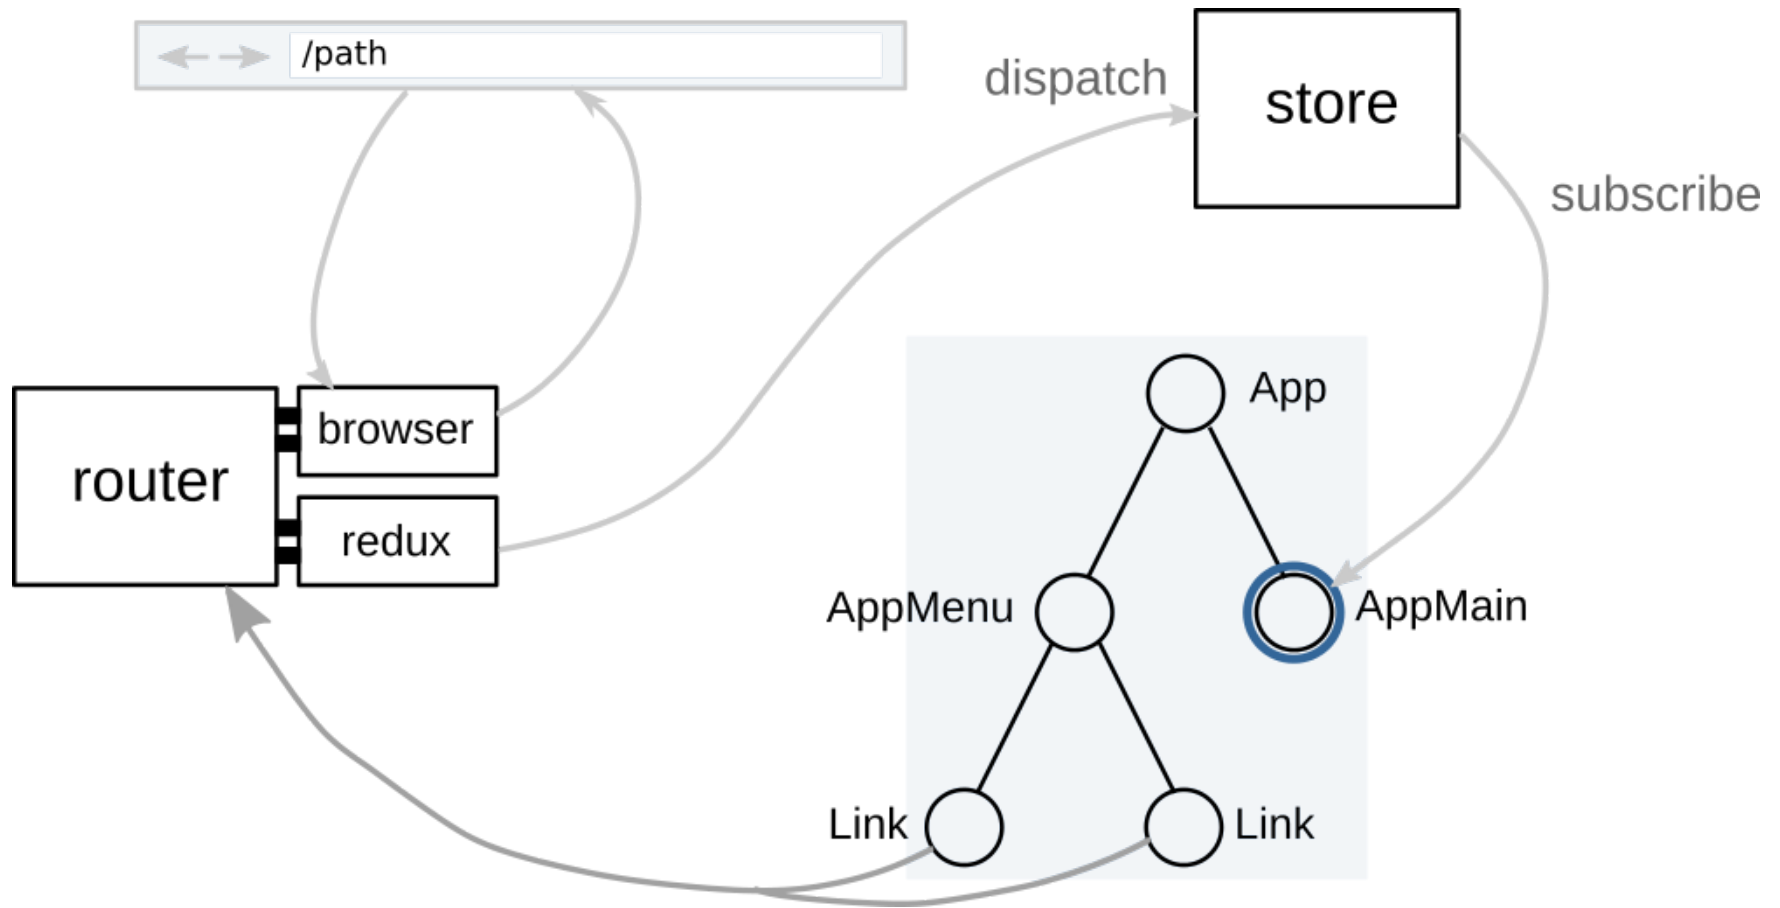 /path
dispatch
store
subscribe
App
browser
router
redux
AppMenu
AppMain
Link
Link